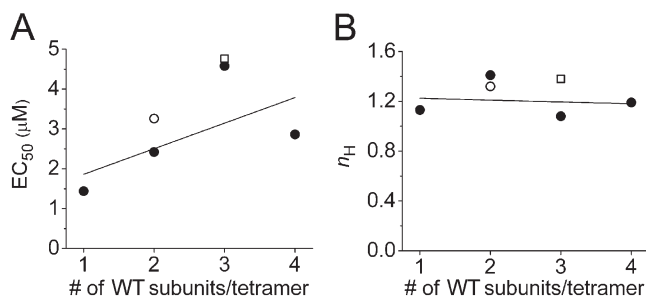 A
B
EC50 (μM)
5
4
3
2
1
0
1 2 3 4
# of WT subunits/tetramer
nH
1.6
1.2
0.8
0.4
0.0
1 2 3 4
# of WT subunits/tetramer